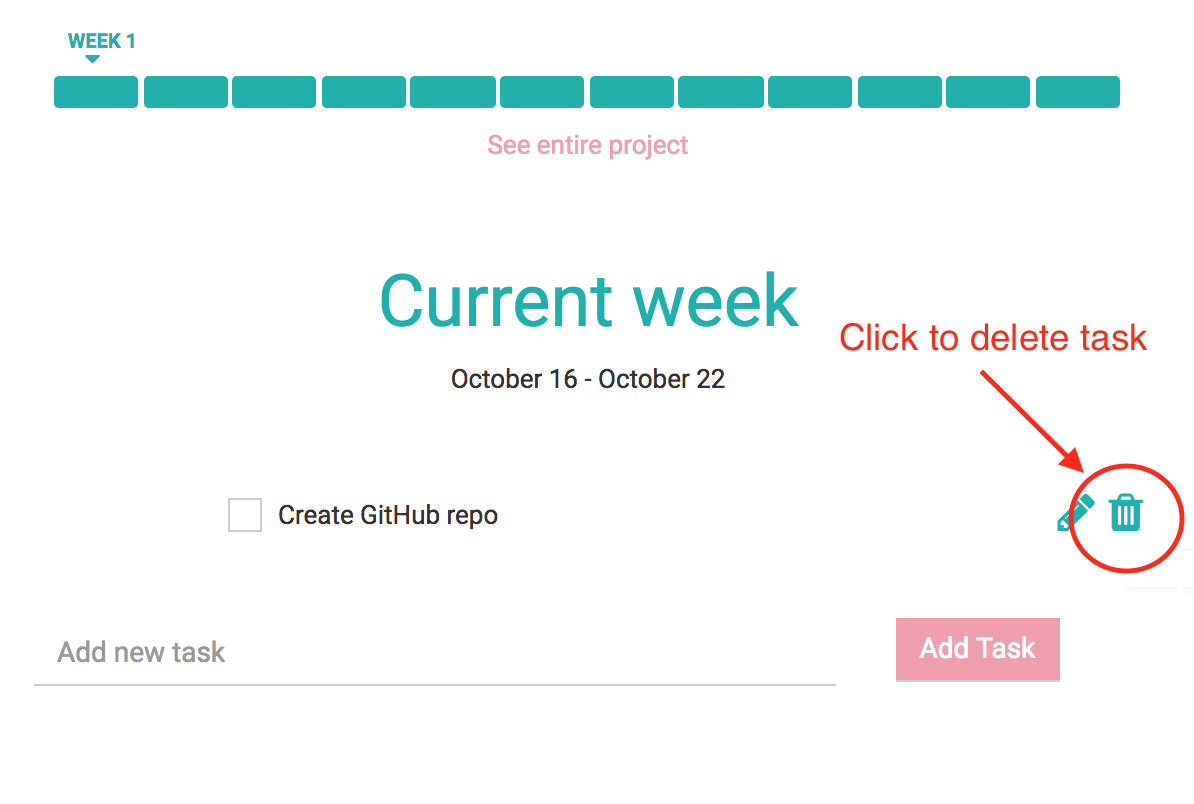 WEEK 1
See entire project
Current week
Click to delete task
October 16 - October 22
Create GitHub repo
Add new task
Add Task